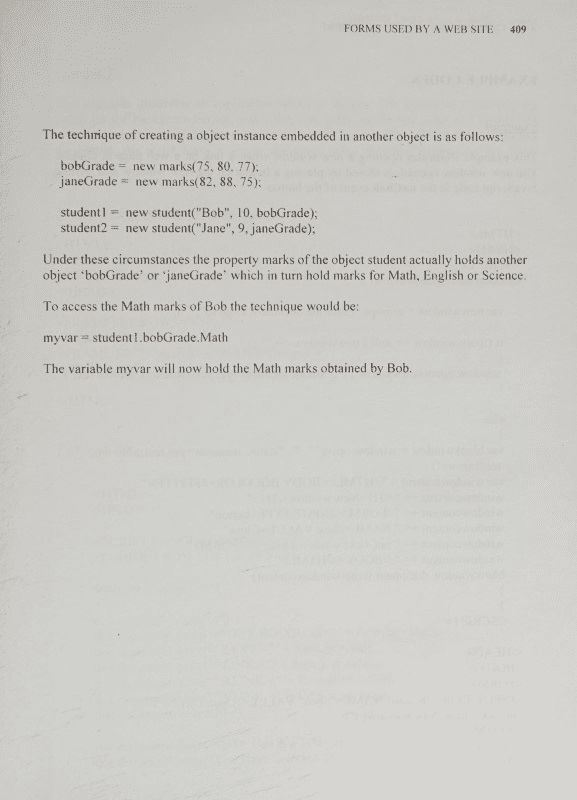 FORMS USED BY A WEB SITE 409
The technique of creating a object instance embedded in another object is as follows:
bobGrade = new marks(75, 80, 77);
janeGrade = new marks(82, 88, 75);
student1 = new student("Bob", 10, bobGrade);
student2 = new student("Jane", 9, janeGrade);
Under these circumstances the property marks of the object student actually holds another
object ‘bobGrade’ or ‘janeGrade’ which in turn hold marks for Math, English or Science.
To access the Math marks of Bob the technique would be:
myvar = student1.bobGrade.Math
The variable myvar will now hold the Math marks obtained by Bob.